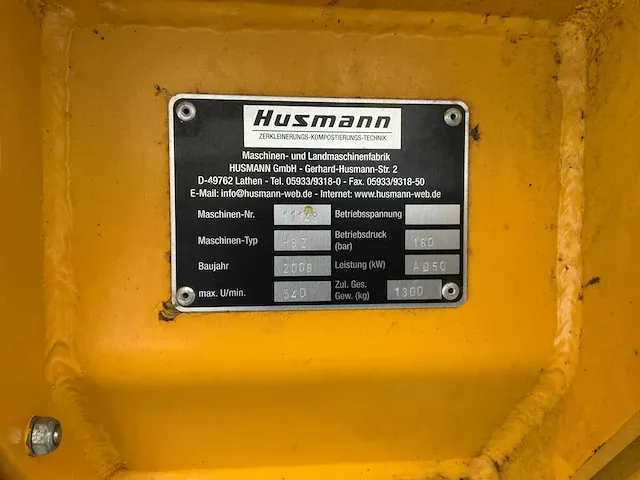 Husmann
ZERKLEINERUNGS-KOMPOSTIERUNGS-TECHNIK
Maschinen- und Landmaschinenfabrik
HUSMANN GmbH - Gerhard-Husmann-Str. 2
D-49762 Lathen - Tel. 05933/9318-0 - Fax. 05933/9318-50
E-Mail: info@husmann-web.de - Internet: www.husmann-web.de
Maschinen-Nr. Betriebsspannung
Maschinen-Typ Betriebsdruck (bar) 180
Baujahr 2008 Leistung (kW) AB50
max. U/min. 540 Zul. Ges. Gew. (kg) 1300